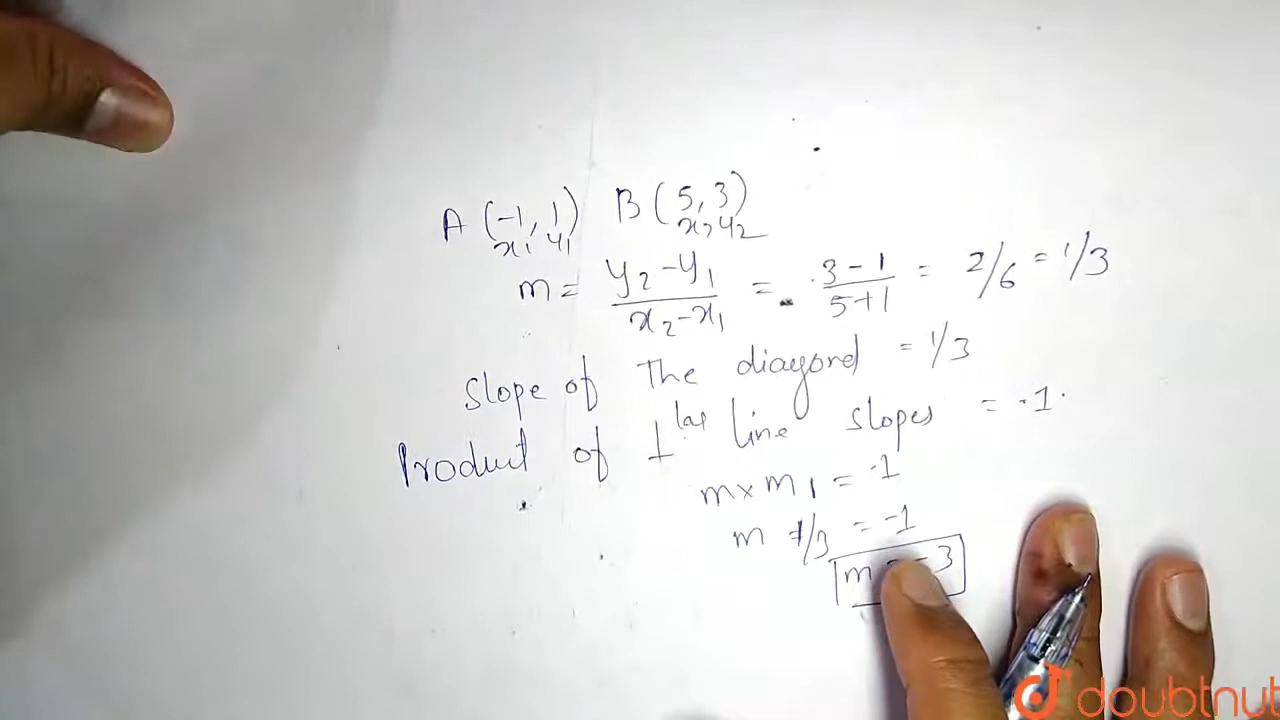 A (-1, 1) B (5, 3)
x₁ y₁ x₂ y₂
m = y₂-y₁ / x₂-x₁ = 3-1 / 5+1 = 2/6 = 1/3
Slope of The diagonal = 1/3
Product of ⊥lar line slopes = -1.
m × m₁ = -1
m 1/3 = -1
m = -3
doubtnut